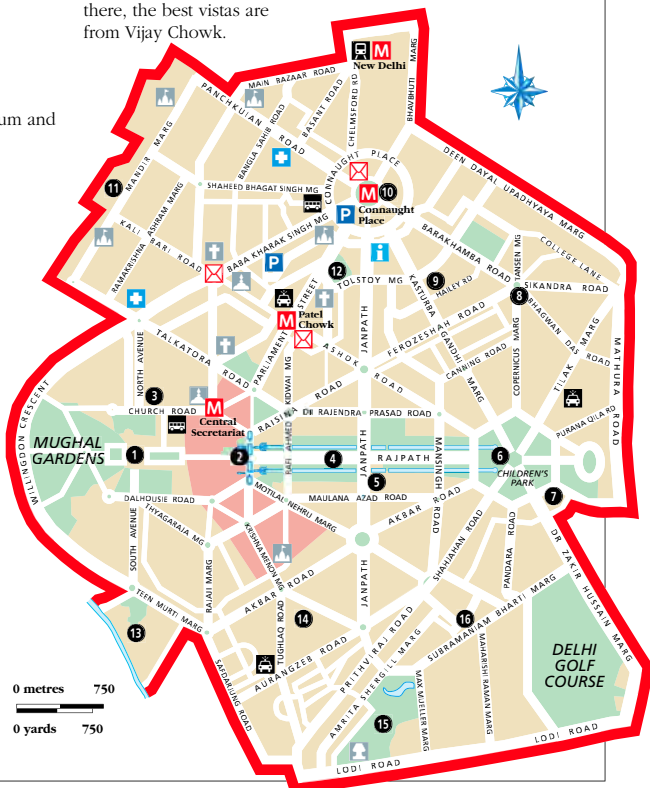 there, the best vistas are
from Vijay Chowk.
um and
New Delhi
MAIN BAZAAR ROAD
PANCHKUIAN ROAD
BASANT ROAD
CHELMSFORD RD
BHAVBHUTI MARG
BANGLA SAHIB ROAD
MANDIR MARG
11
CONNAUGHT PLACE
DEEN DAYAL UPADHYAYA MARG
SHAHEED BHAGAT SINGH MG
10
Connaught
Place
P
RAMAKRISHNA ASHRAM MARG
KALI BARI ROAD
BABA KHARAK SINGH MG
P
i
BARAKHAMBA ROAD
TANSEN MG
COLLEGE LANE
12
TOLSTOY MG
9
HAILEY RD
8
SIKANDRA ROAD
KASTURBA GANDHI MARG
BHAGWAN DAS ROAD
TILAK MARG
MATHURA ROAD
Patel
Chowk
PARLIAMENT STREET
ASHOK ROAD
JANPATH
FEROZESHAH ROAD
CANNING ROAD
COPERNICUS MARG
TALKATORA ROAD
NORTH AVENUE
3
CHURCH ROAD
Central
Secretariat
RAISINA ROAD
RAFI AHMED KIDWAI MG
DR RAJENDRA PRASAD ROAD
PURANA QILA RD
WILLINGDON CRESCENT
MUGHAL
GARDENS
1
2
4
JANPATH
RAJPATH
MANSINGH ROAD
6
CHILDREN'S
PARK
5
7
DALHOUSIE ROAD
MOTILAL NEHRU MARG
MAULANA AZAD ROAD
AKBAR ROAD
THYAGARAJA MG
SOUTH AVENUE
KRISHNA MENON MG
RAJAJI MARG
SHAHJAHAN ROAD
PANDARA ROAD
DR ZAKIR HUSSAIN MARG
TEEN MURTI MARG
AKBAR ROAD
JANPATH
13
14
16
SUBRAMANIAM BHARTI MARG
TUGHLAQ ROAD
AURANGZEB ROAD
PRITHVIRAJ ROAD
AMRITA SHERGILL MARG
SAFDARJUNG ROAD
MAX MUELLER MARG
MAHARISHI RAMAN MARG
DELHI
GOLF
COURSE
15
LODI ROAD
LODI ROAD
0 metres 750
0 yards 750